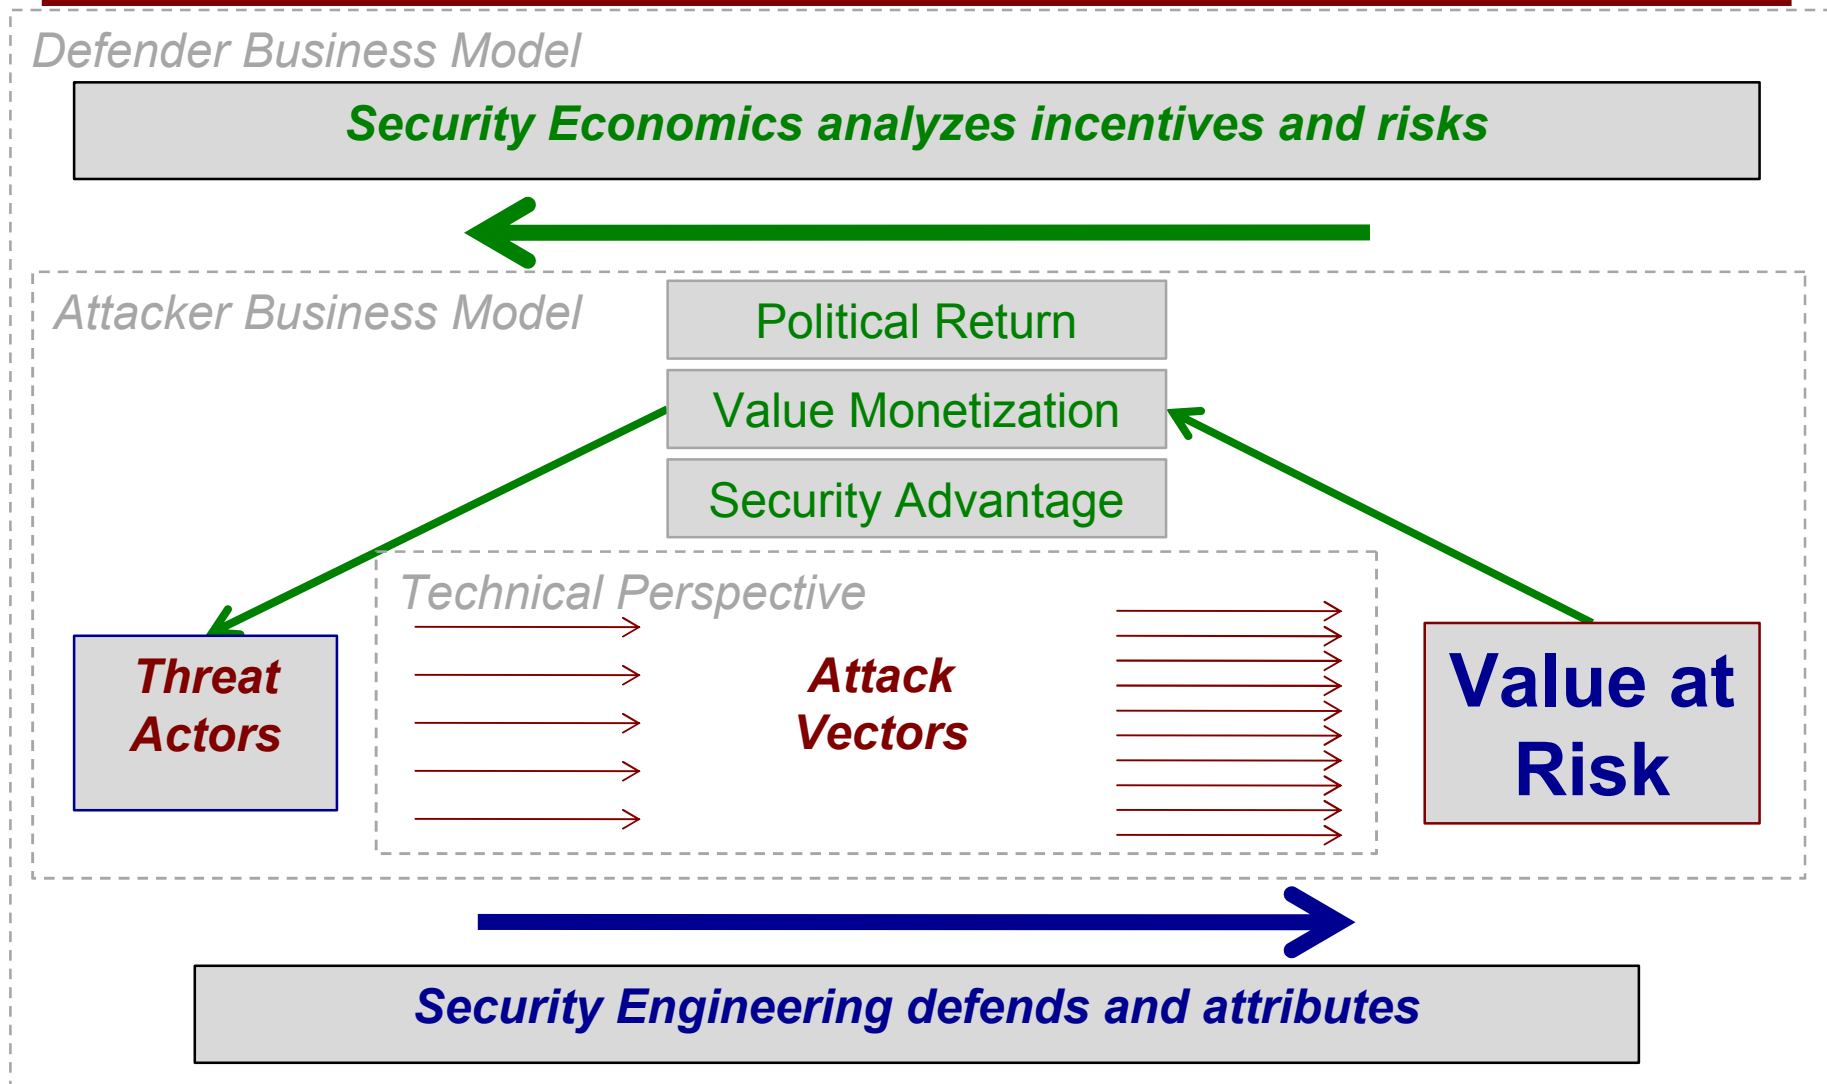 Defender Business Model
Security Economics analyzes incentives and risks
Attacker Business Model
Political Return
Value Monetization
Security Advantage
Technical Perspective
Threat
Actors
Attack
Vectors
Value at
Risk
Security Engineering defends and attributes